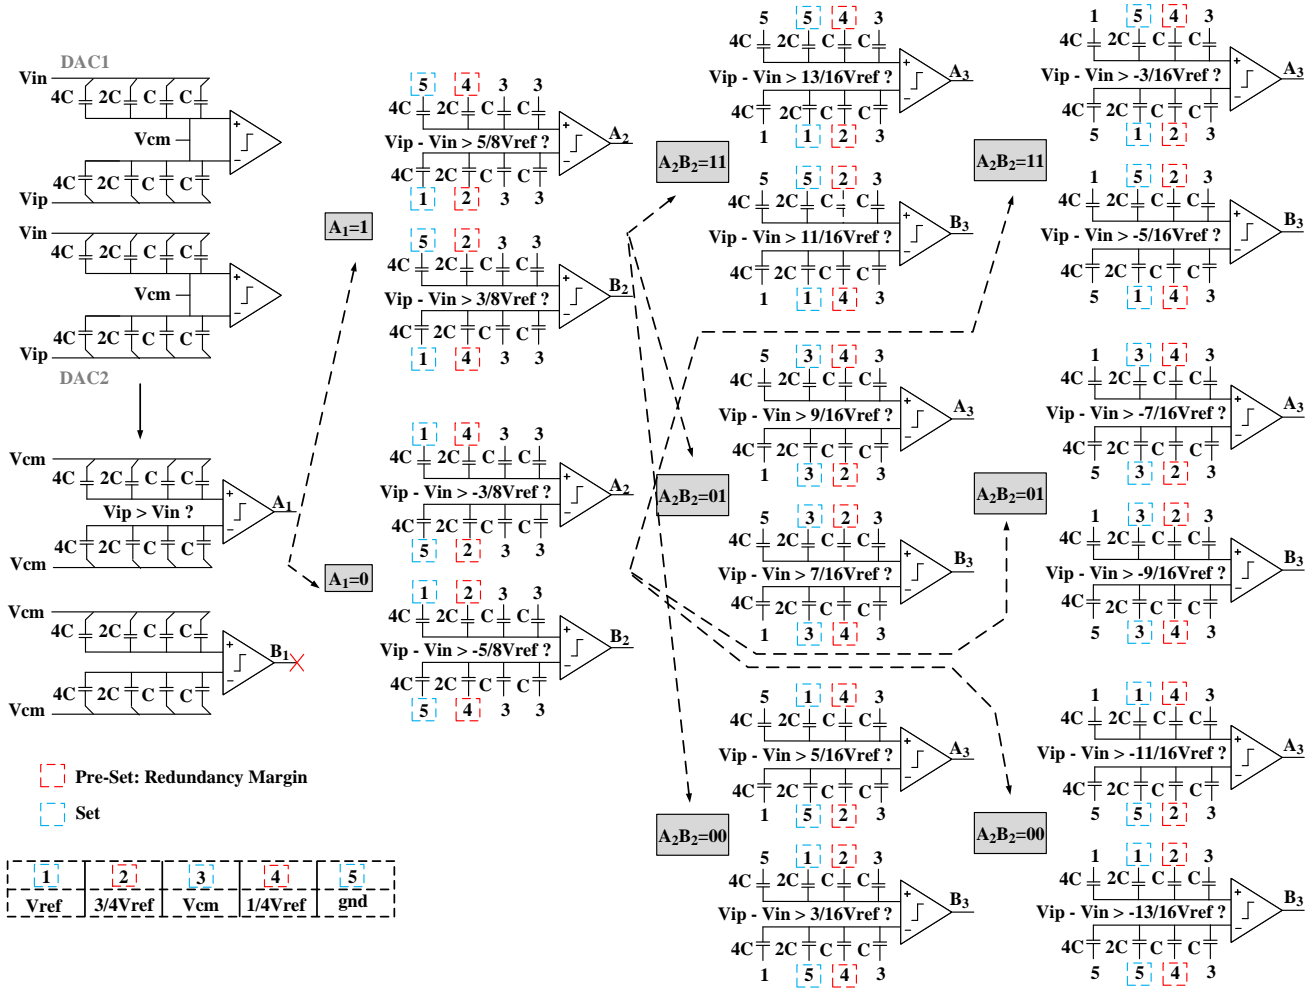 DAC1
Vin
4C 2C C C
Vcm
4C 2C C C
Vip
Vin
4C 2C C C
Vcm
4C 2C C C
Vip
DAC2
Vcm
4C 2C C C
Vip > Vin ?
A1
4C 2C C C
Vcm
Vcm
4C 2C C C
B1
4C 2C C C
Vcm
A1=1
A1=0
5 4 3 3
4C 2C C C
Vip - Vin > 5/8Vref ?
A2
4C 2C C C
1 2 3 3
5 2 3 3
4C 2C C C
Vip - Vin > 3/8Vref ?
B2
4C 2C C C
1 4 3 3
1 4 3 3
4C 2C C C
Vip - Vin > -3/8Vref ?
A2
4C 2C C C
5 2 3 3
1 2 3 3
4C 2C C C
Vip - Vin > -5/8Vref ?
B2
4C 2C C C
5 4 3 3
A2B2=11
A2B2=01
A2B2=00
5 5 4 3
4C 2C C C
Vip - Vin > 13/16Vref ?
A3
4C 2C C C
1 1 2 3
5 5 2 3
4C 2C C C
Vip - Vin > 11/16Vref ?
B3
4C 2C C C
1 1 4 3
5 3 4 3
4C 2C C C
Vip - Vin > 9/16Vref ?
A3
4C 2C C C
1 3 2 3
5 3 2 3
4C 2C C C
Vip - Vin > 7/16Vref ?
B3
4C 2C C C
1 3 4 3
5 1 4 3
4C 2C C C
Vip - Vin > 5/16Vref ?
A3
4C 2C C C
1 5 2 3
5 1 2 3
4C 2C C C
Vip - Vin > 3/16Vref ?
B3
4C 2C C C
1 5 4 3
A2B2=11
A2B2=01
A2B2=00
1 5 4 3
4C 2C C C
Vip - Vin > -3/16Vref ?
A3
4C 2C C C
5 1 2 3
1 5 2 3
4C 2C C C
Vip - Vin > -5/16Vref ?
B3
4C 2C C C
5 1 4 3
1 3 4 3
4C 2C C C
Vip - Vin > -7/16Vref ?
A3
4C 2C C C
5 3 2 3
1 3 2 3
4C 2C C C
Vip - Vin > -9/16Vref ?
B3
4C 2C C C
5 3 4 3
1 1 4 3
4C 2C C C
Vip - Vin > -11/16Vref ?
A3
4C 2C C C
5 5 2 3
1 1 2 3
4C 2C C C
Vip - Vin > -13/16Vref ?
B3
4C 2C C C
5 5 4 3
Pre-Set: Redundancy Margin
Set
1 2 3 4 5
Vref 3/4Vref Vcm 1/4Vref gnd